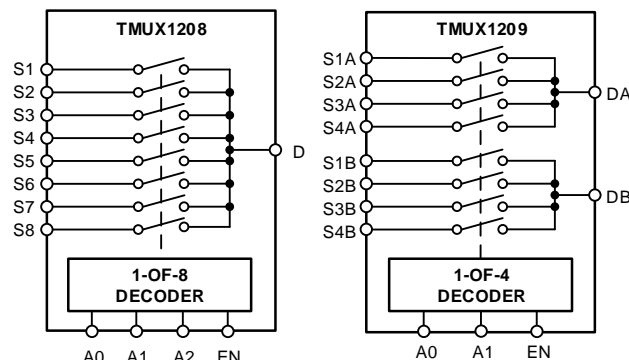 TMUX1208
S1
S2
S3
S4
S5
S6
S7
S8
D
1-OF-8
DECODER
A0 A1 A2 EN
TMUX1209
S1A
S2A
S3A
S4A
S1B
S2B
S3B
S4B
DA
DB
1-OF-4
DECODER
A0 A1 EN